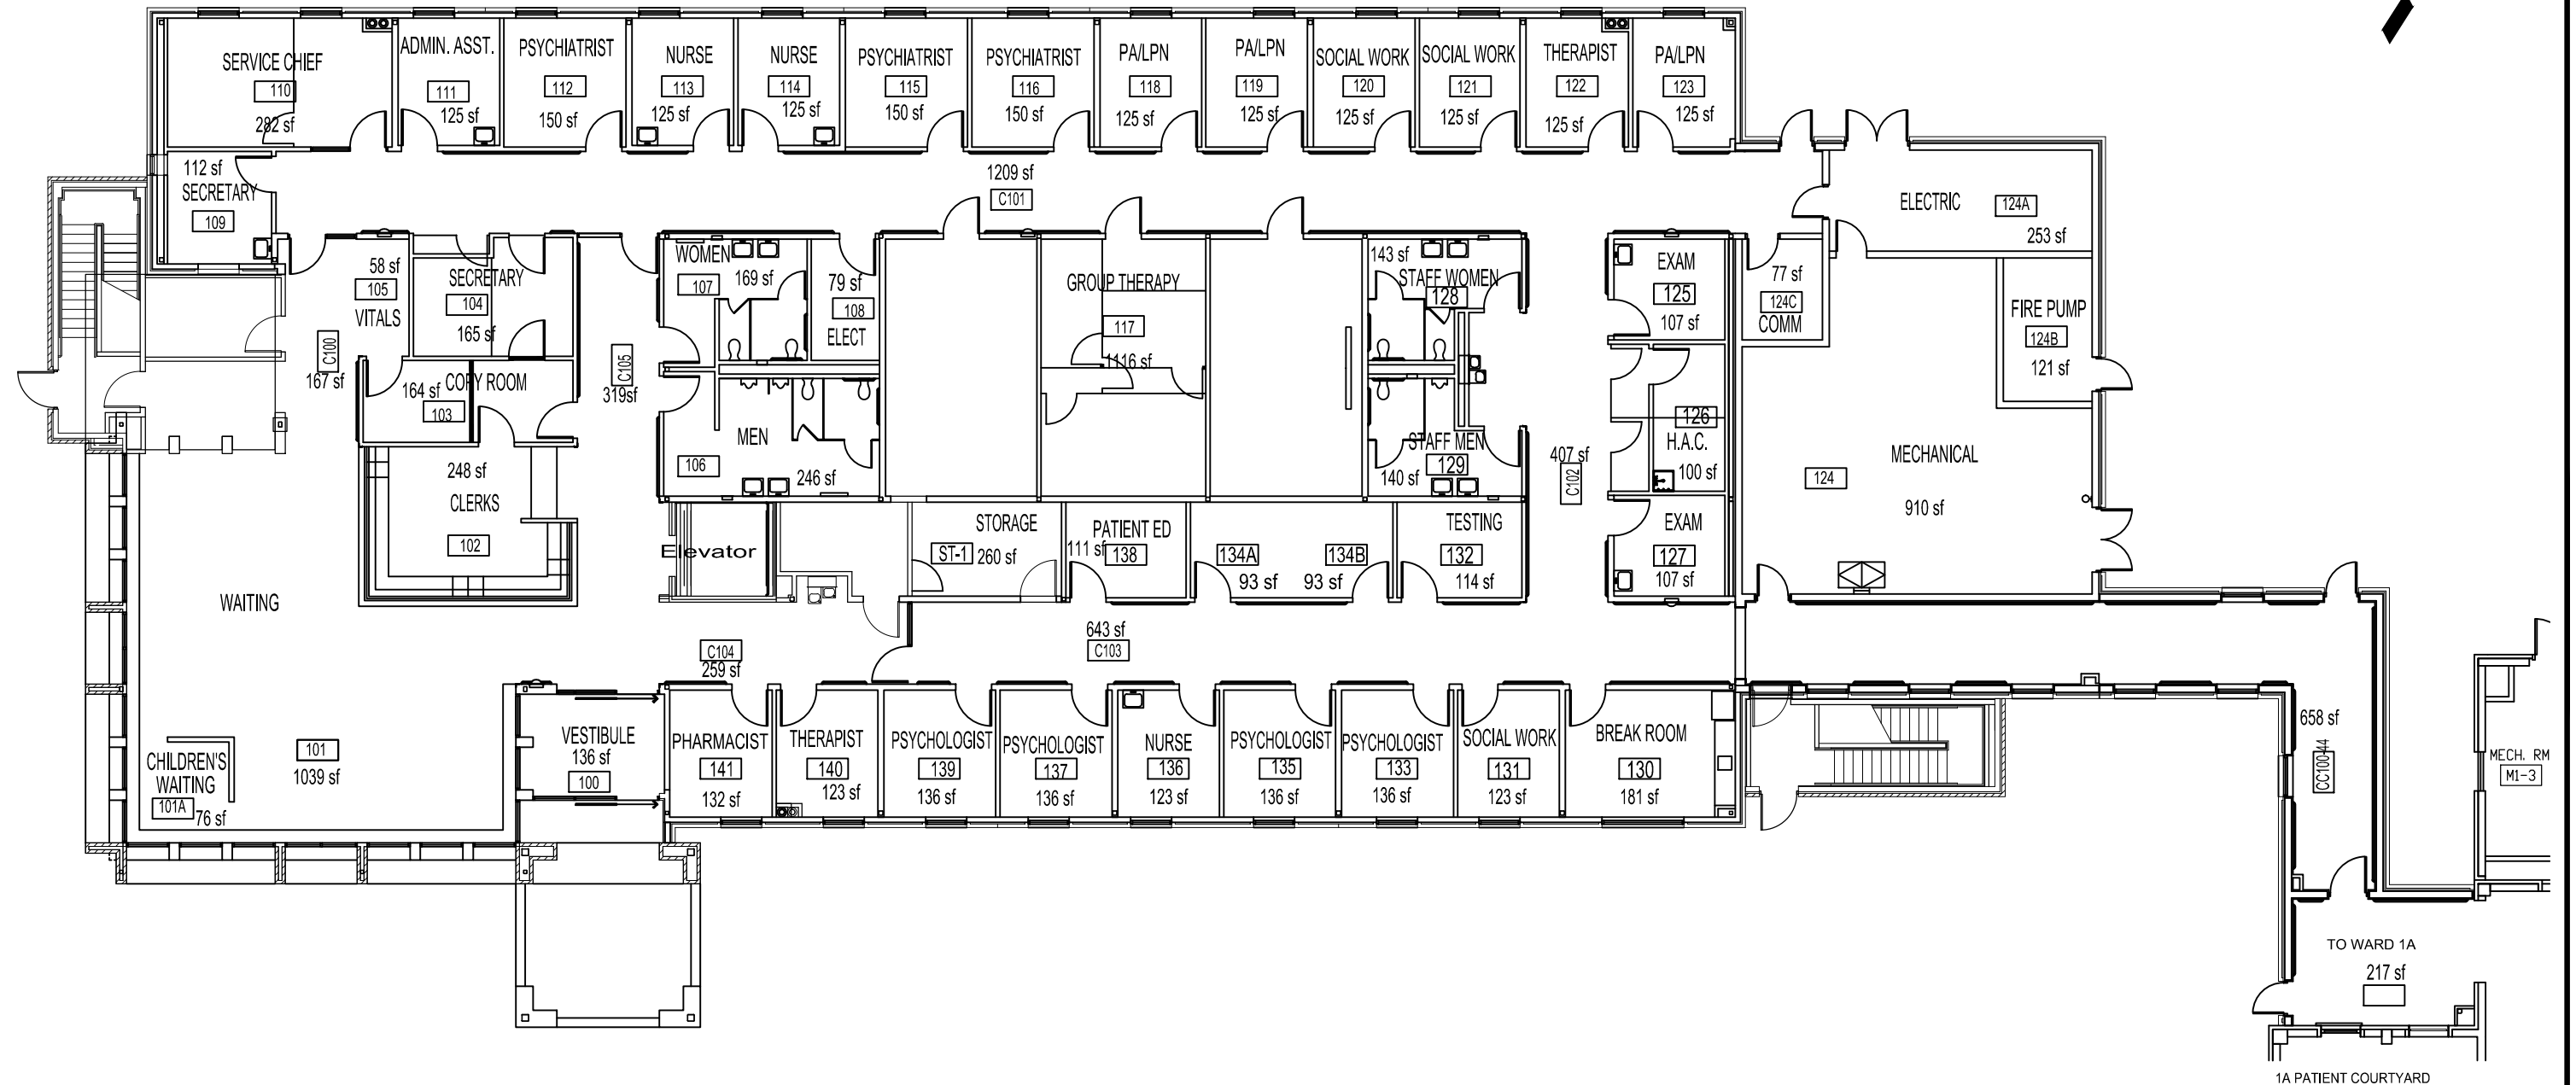 SERVICE CHIEF
110
282 sf
ADMIN. ASST.
111
125 sf
PSYCHIATRIST
112
150 sf
NURSE
113
125 sf
NURSE
114
125 sf
PSYCHIATRIST
115
150 sf
PSYCHIATRIST
116
150 sf
PA/LPN
118
125 sf
PA/LPN
119
125 sf
SOCIAL WORK
120
125 sf
SOCIAL WORK
121
125 sf
THERAPIST
122
125 sf
PA/LPN
123
125 sf
112 sf
SECRETARY
109
1209 sf
C101
ELECTRIC
124A
253 sf
58 sf
105
VITALS
SECRETARY
104
165 sf
C100
167 sf
164 sf
COPY ROOM
103
C105
319sf
WOMEN
107
169 sf
79 sf
108
ELECT
GROUP THERAPY
117
1116 sf
143 sf
STAFF WOMEN
128
EXAM
125
107 sf
77 sf
124C
COMM
FIRE PUMP
124B
121 sf
MEN
106
246 sf
STAFF MEN
129
140 sf
407 sf
C102
126
H.A.C.
100 sf
MECHANICAL
124
910 sf
248 sf
CLERKS
102
Elevator
STORAGE
ST-1
260 sf
PATIENT ED
111 sf
138
134A
93 sf
134B
93 sf
TESTING
132
114 sf
EXAM
127
107 sf
WAITING
101
1039 sf
CHILDREN'S
WAITING
101A
76 sf
C104
259 sf
643 sf
C103
VESTIBULE
136 sf
100
PHARMACIST
141
132 sf
THERAPIST
140
123 sf
PSYCHOLOGIST
139
136 sf
PSYCHOLOGIST
137
136 sf
NURSE
136
123 sf
PSYCHOLOGIST
135
136 sf
PSYCHOLOGIST
133
136 sf
SOCIAL WORK
131
123 sf
BREAK ROOM
130
181 sf
658 sf
CC100-44
MECH. RM
M1-3
TO WARD 1A
217 sf
1A PATIENT COURTYARD